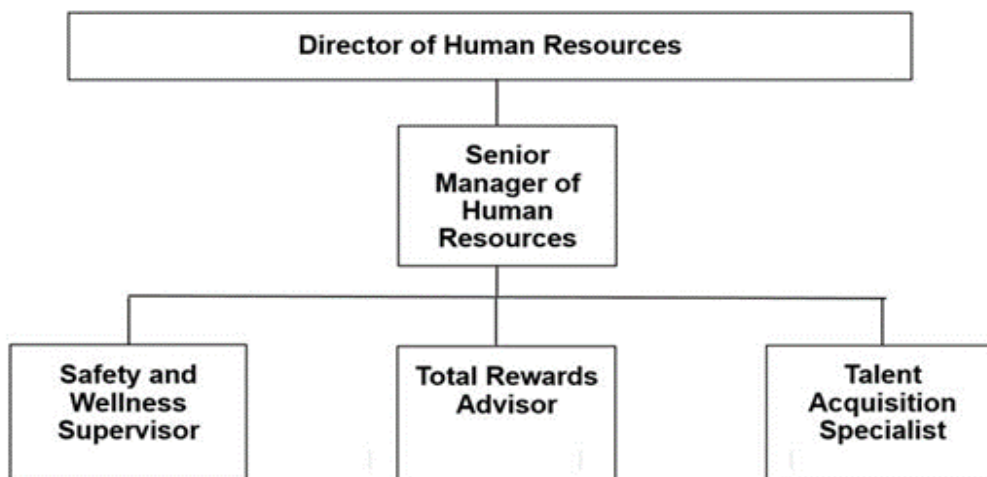 Director of Human Resources
Senior
Manager of
Human
Resources
Safety and
Wellness
Supervisor
Total Rewards
Advisor
Talent
Acquisition
Specialist